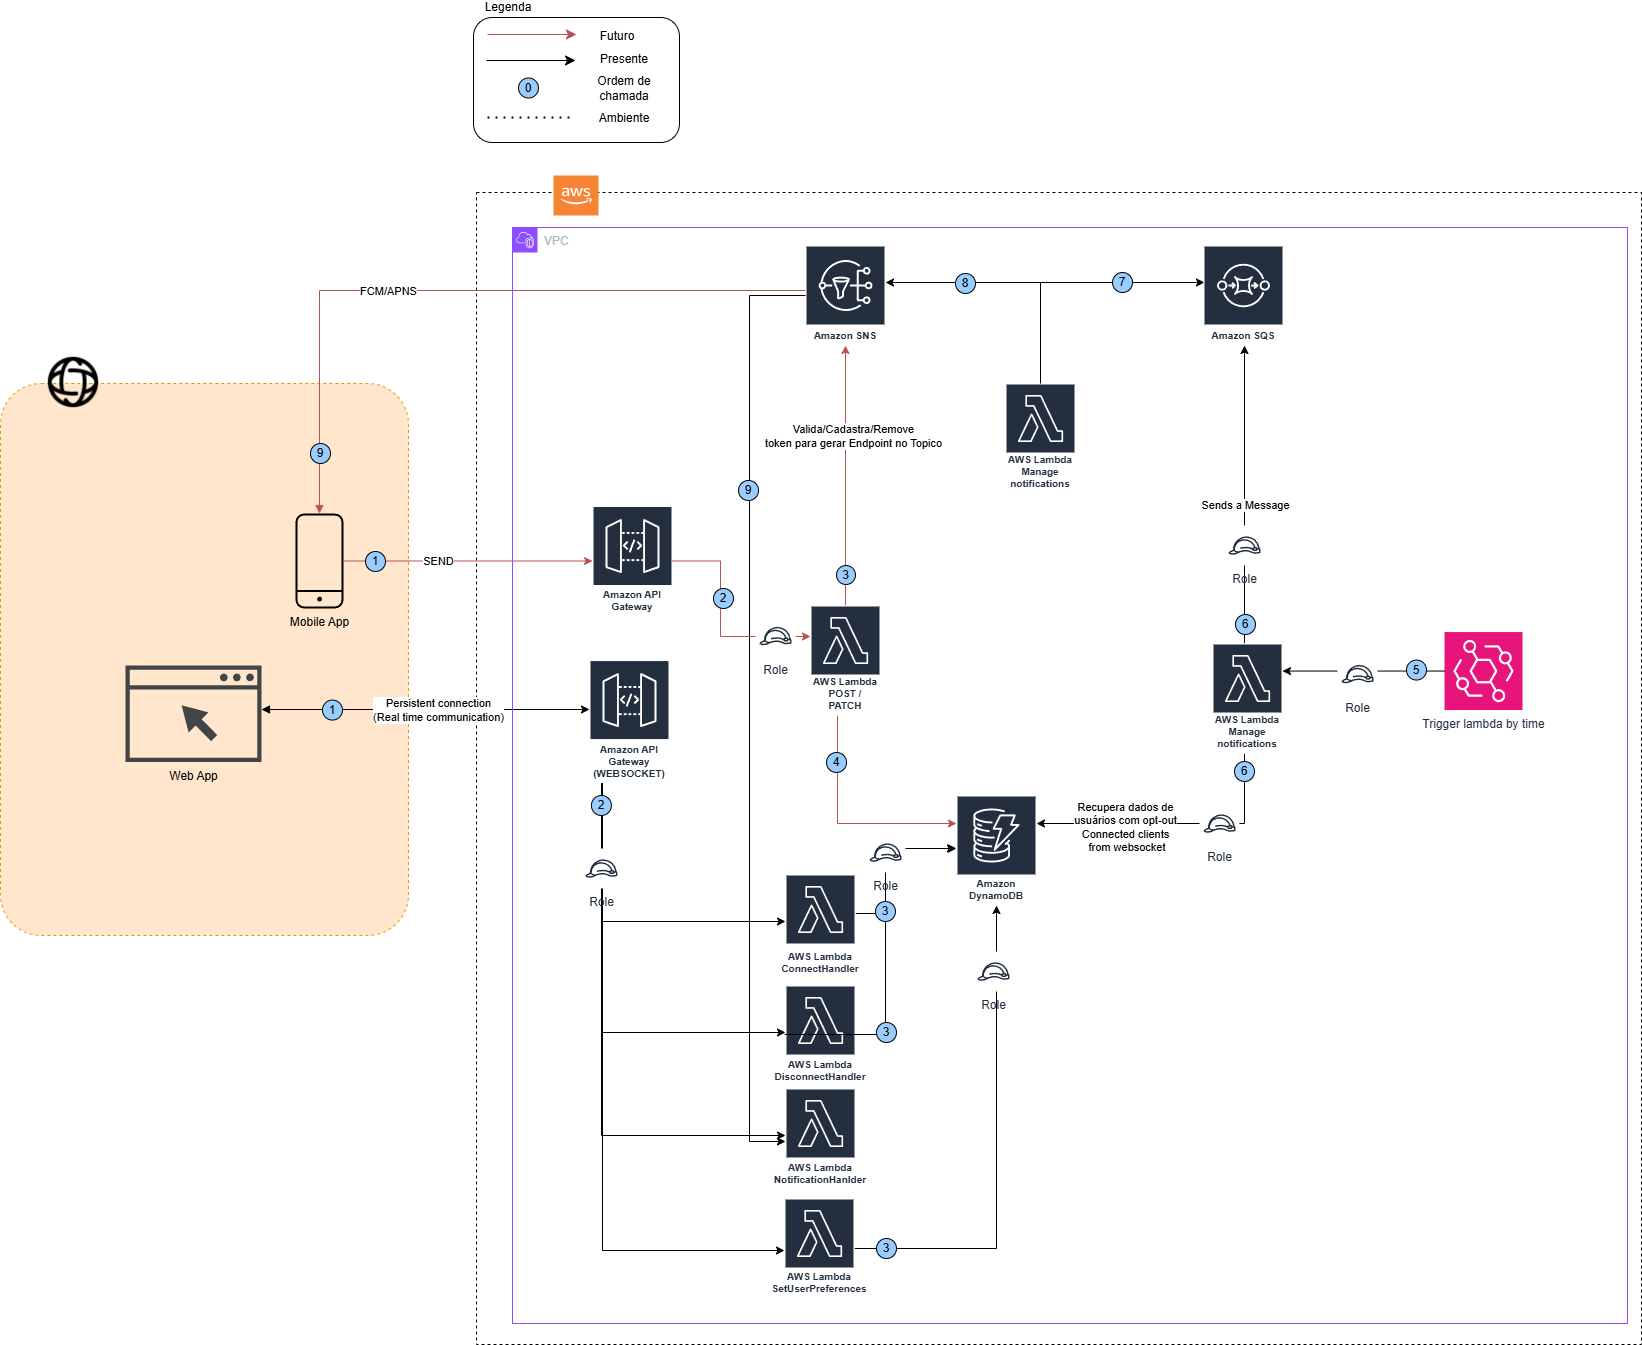 Legenda
Futuro
Presente
0
Ordem de
chamada
Ambiente
aws
VPC
FCM/APNS
8
7
Amazon SNS
Amazon SQS
9
Valida/Cadastra/Remove
token para gerar Endpoint no Topico
AWS Lambda
Manage
notifications
9
Sends a Message
1
SEND
Amazon API
Gateway
2
3
Role
Mobile App
Role
AWS Lambda
POST /
PATCH
6
5
Role
AWS Lambda
Manage
notifications
Trigger lambda by time
1
Persistent connection
(Real time communication)
Web App
Amazon API
Gateway
(WEBSOCKET)
4
6
2
Recupera dados de
usuários com opt-out
Connected clients
from websocket
Role
Role
Amazon
DynamoDB
Role
3
AWS Lambda
ConnectHandler
Role
3
AWS Lambda
DisconnectHandler
AWS Lambda
NotificationHanlder
3
AWS Lambda
SetUserPreferences